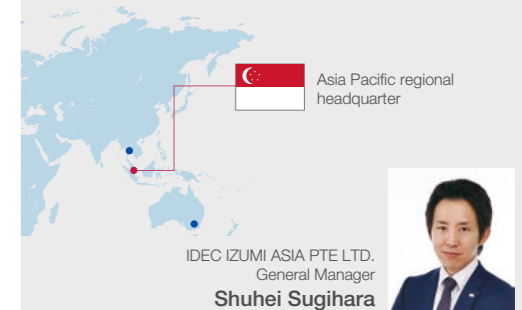 Asia Pacific regional
headquarter
IDEC IZUMI ASIA PTE LTD.
General Manager
Shuhei Sugihara